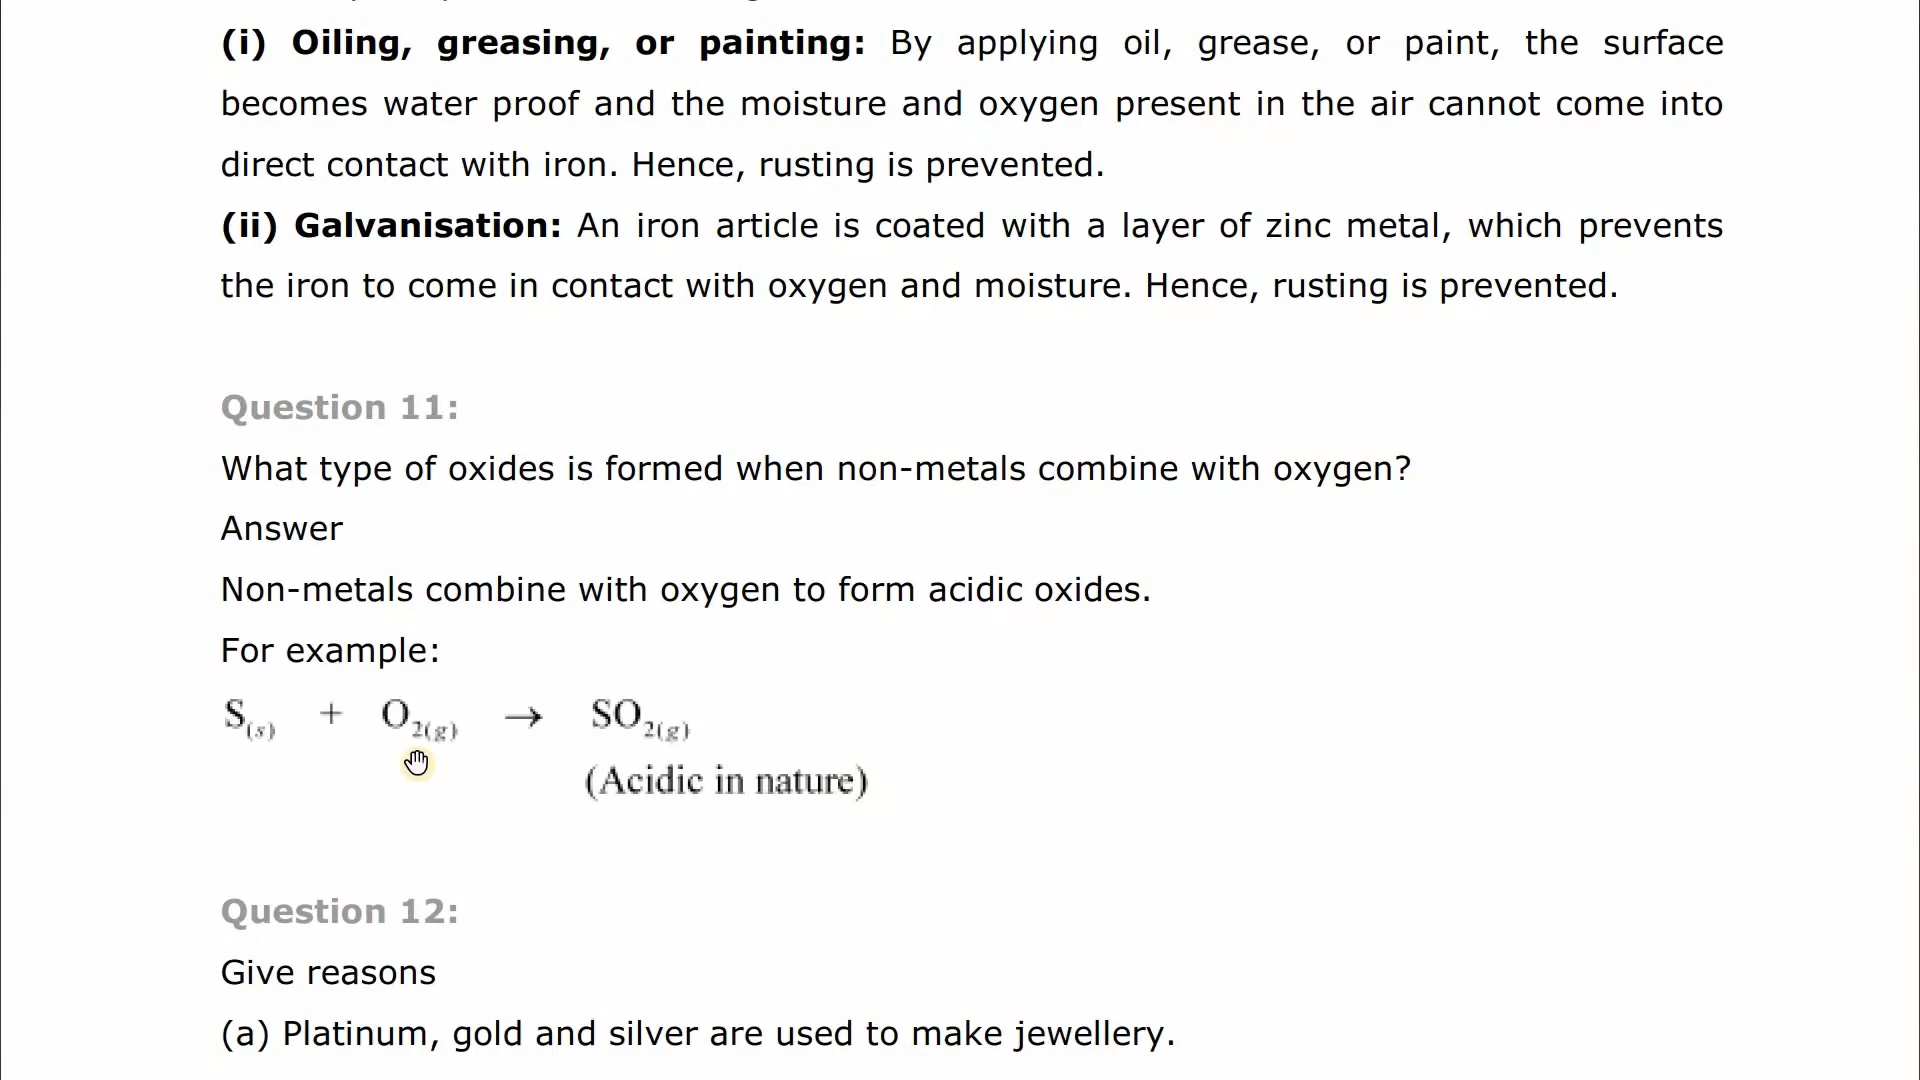 (i) Oiling, greasing, or painting: By applying oil, grease, or paint, the surface
becomes water proof and the moisture and oxygen present in the air cannot come into
direct contact with iron. Hence, rusting is prevented.
(ii) Galvanisation: An iron article is coated with a layer of zinc metal, which prevents
the iron to come in contact with oxygen and moisture. Hence, rusting is prevented.
Question 11:
What type of oxides is formed when non-metals combine with oxygen?
Answer
Non-metals combine with oxygen to form acidic oxides.
For example:
S(s) + O2(g) → SO2(g)
(Acidic in nature)
Question 12:
Give reasons
(a) Platinum, gold and silver are used to make jewellery.